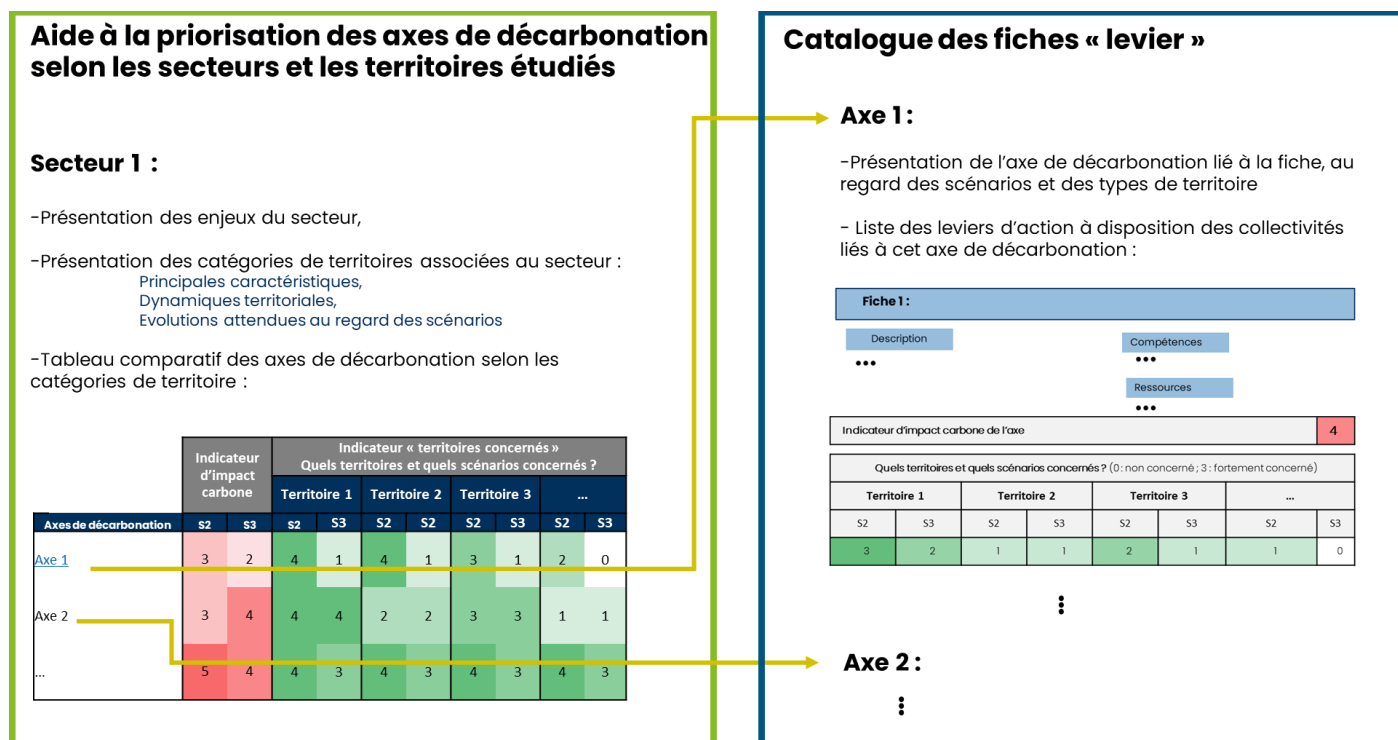 Aide à la priorisation des axes de décarbonation
selon les secteurs et les territoires étudiés
Secteur 1 :
-Présentation des enjeux du secteur,
-Présentation des catégories de territoires associées au secteur :
Principales caractéristiques,
Dynamiques territoriales,
Evolutions attendues au regard des scénarios
-Tableau comparatif des axes de décarbonation selon les
catégories de territoire :
Indicateur
d'impact
carbone
Indicateur « territoires concernés »
Quels territoires et quels scénarios concernés ?
Territoire 1 Territoire 2 Territoire 3 ...
Axes de décarbonation S2 S3 S2 S3 S2 S2 S2 S3 S2 S3
Axe 1 3 2 4 1 4 1 3 1 2 0
Axe 2 3 4 4 4 2 2 3 3 1 1
... 5 4 4 3 4 3 4 3 4 3
Catalogue des fiches « levier »
Axe 1 :
-Présentation de l'axe de décarbonation lié à la fiche, au
regard des scénarios et des types de territoire
- Liste des leviers d'action à disposition des collectivités
liés à cet axe de décarbonation :
Fiche 1 :
Description
...
Compétences
...
Ressources
...
Indicateur d'impact carbone de l'axe 4
Quels territoires et quels scénarios concernés ? (0 : non concerné ; 3 : fortement concerné)
Territoire 1 Territoire 2 Territoire 3 ...
S2 S3 S2 S3 S2 S3 S2 S3
3 2 1 1 2 1 1 0
Axe 2 :